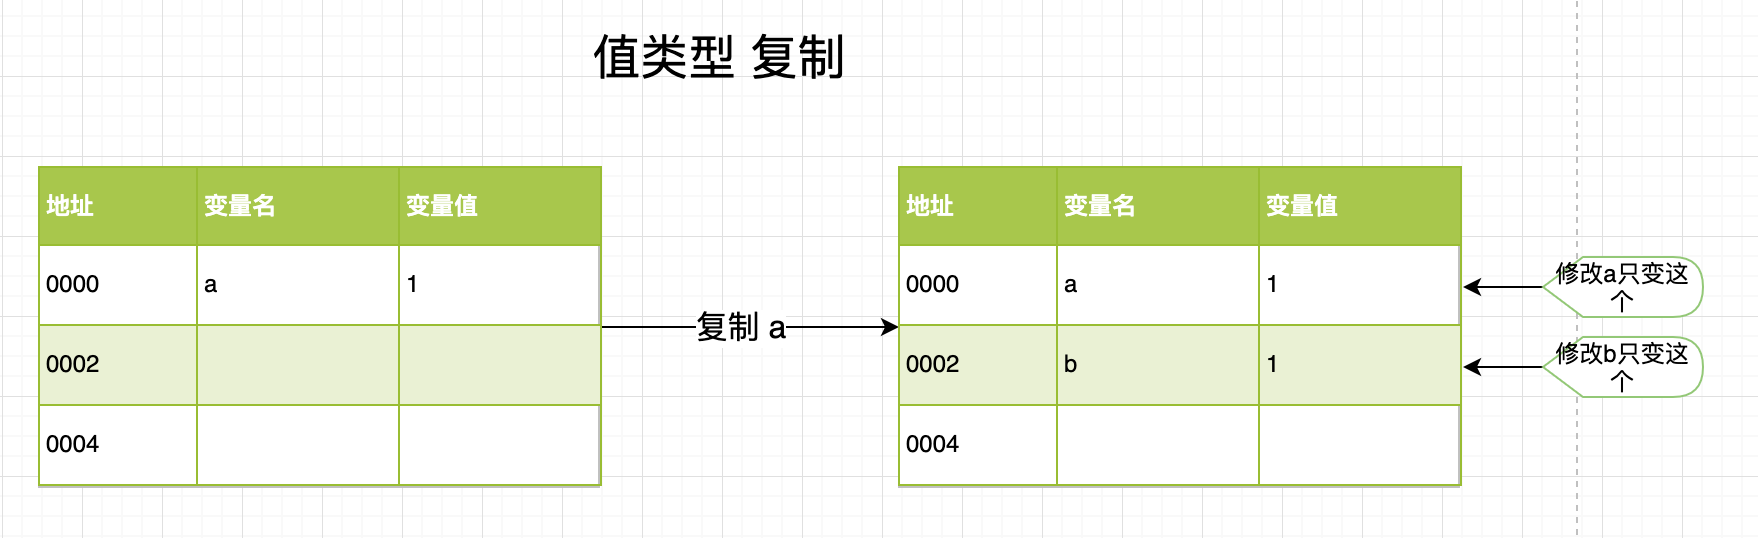 值类型 复制
地址 变量名 变量值
0000 a 1
0002
0004
复制 a
地址 变量名 变量值
0000 a 1
0002 b 1
0004
修改a只变这
个
修改b只变这
个